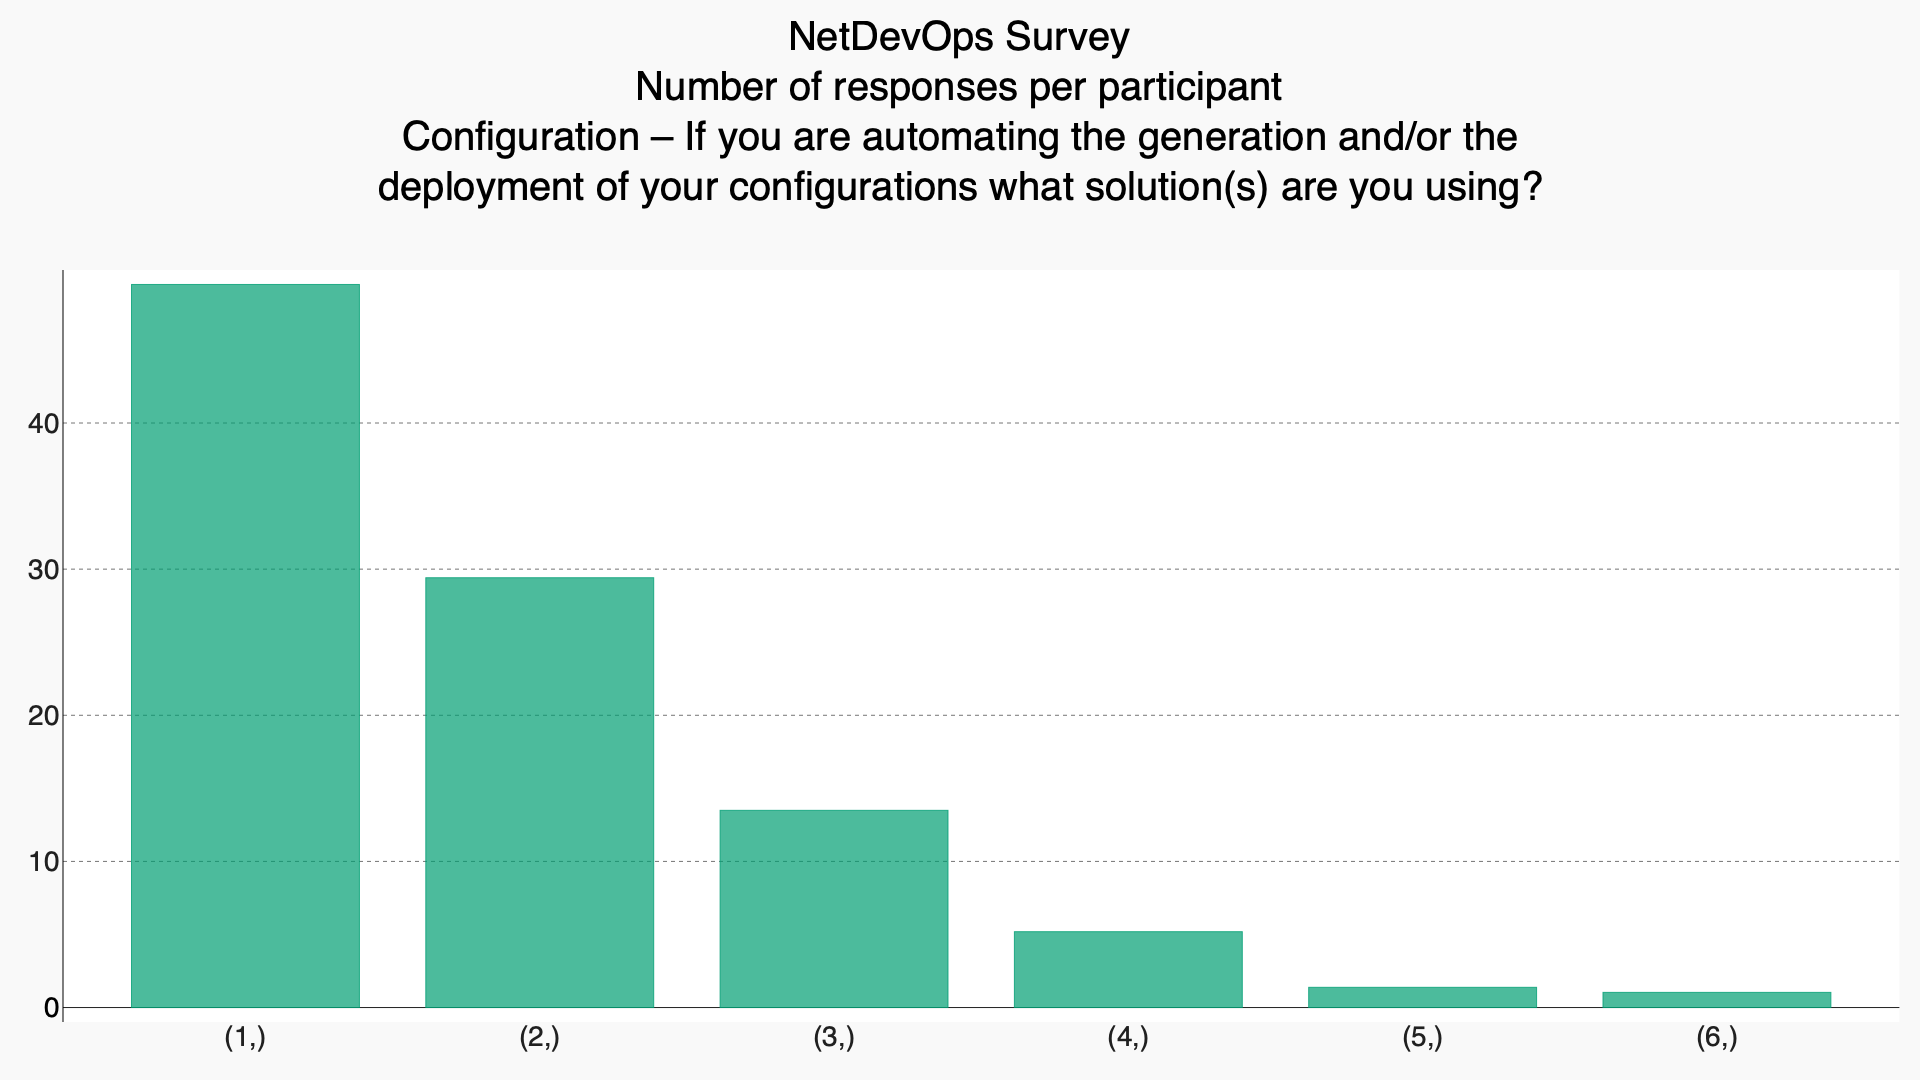 NetDevOps Survey
Number of responses per participant
Configuration – If you are automating the generation and/or the
deployment of your configurations what solution(s) are you using?
40
30
20
10
0
(1,) (2,) (3,) (4,) (5,) (6,)